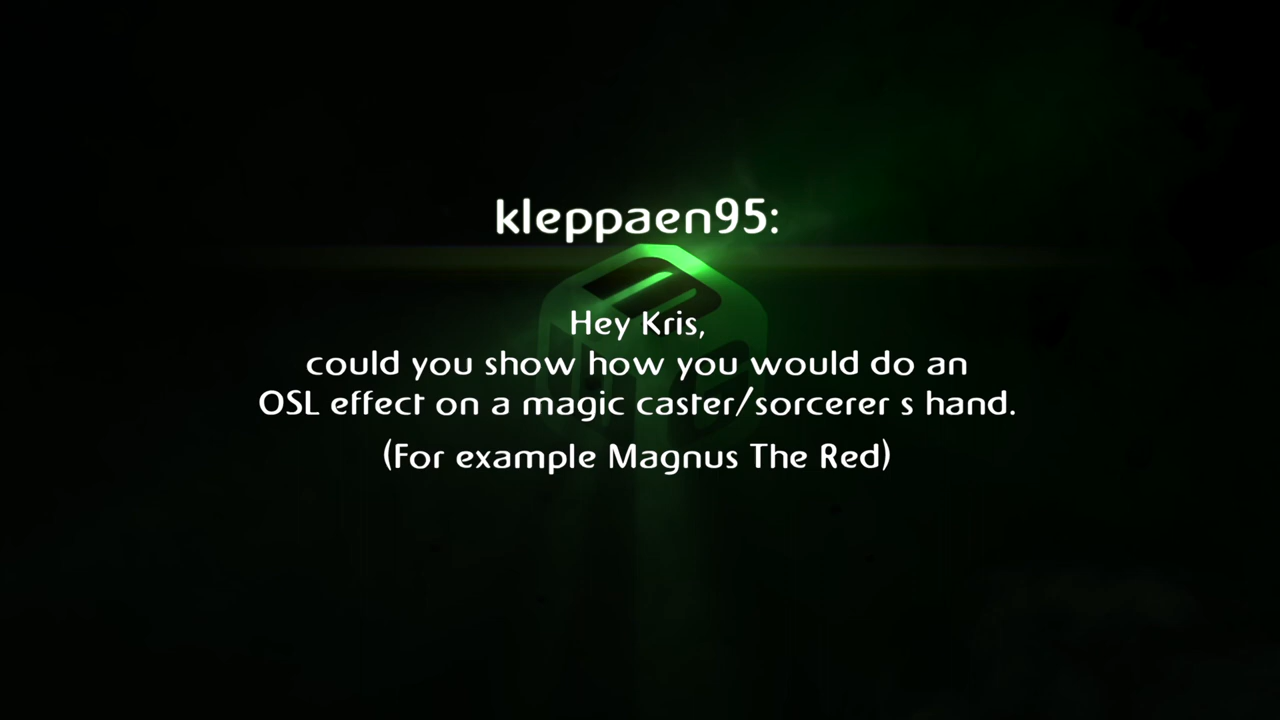 kleppaen95:
Hey Kris,
could you show how you would do an
OSL effect on a magic caster/sorcerer s hand.
(For example Magnus The Red)